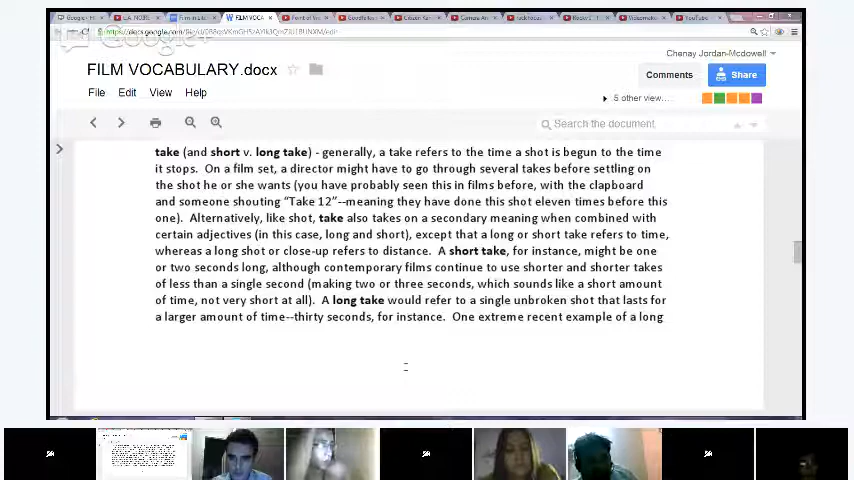 FILM VOCABULARY.docx
Chenay Jordan-McDowell
Comments
Share
File Edit View Help
5 other view....
Search the document
take (and short v. long take) - generally, a take refers to the time a shot is begun to the time
it stops. On a film set, a director might have to go through several takes before settling on
the shot he or she wants (you have probably seen this in films before, with the clapboard
and someone shouting “Take 12”--meaning they have done this shot eleven times before this
one). Alternatively, like shot, take also takes on a secondary meaning when combined with
certain adjectives (in this case, long and short), except that a long or short take refers to time,
whereas a long shot or close-up refers to distance. A short take, for instance, might be one
or two seconds long, although contemporary films continue to use shorter and shorter takes
of less than a single second (making two or three seconds, which sounds like a short amount
of time, not very short at all). A long take would refer to a single unbroken shot that lasts for
a larger amount of time--thirty seconds, for instance. One extreme recent example of a long